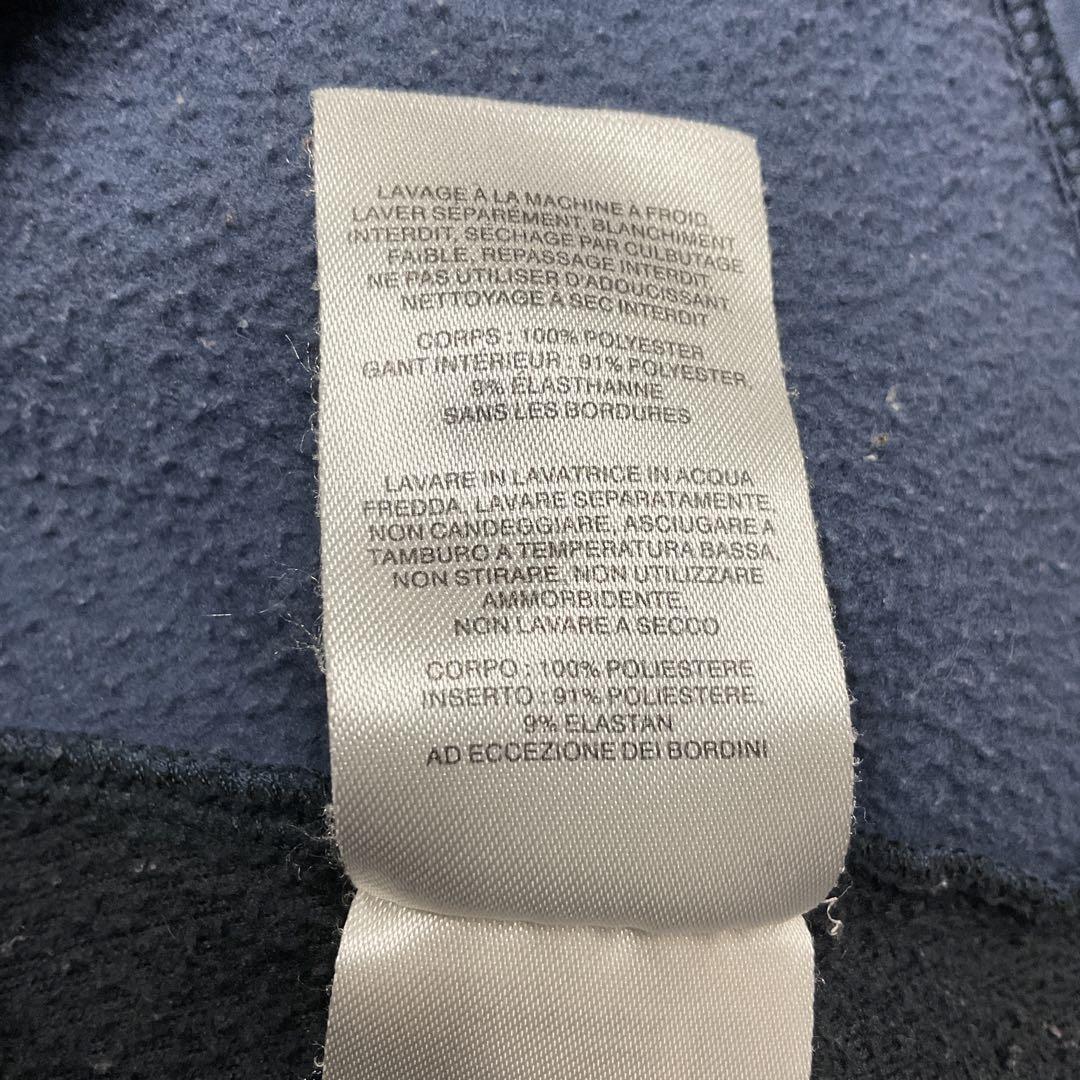 LAVAGE À LA MACHINE À FROID
LAVER SÉPARÉMENT, BLANCHIMENT
INTERDIT, SÉCHAGE PAR CULBUTAGE
FAIBLE, REPASSAGE INTERDIT,
NE PAS UTILISER D'ADOUCISSANT
NETTOYAGE À SEC INTERDIT
CORPS : 100% POLYESTER
GANT INTÉRIEUR : 91% POLYESTER,
9% ELASTHANNE
SANS LES BORDURES
LAVARE IN LAVATRICE IN ACQUA
FREDDA, LAVARE SEPARATAMENTE,
NON CANDEGGIARE, ASCIUGARE A
TAMBURO A TEMPERATURA BASSA,
NON STIRARE, NON UTILIZZARE
AMMORBIDENTE,
NON LAVARE A SECCO
CORPO : 100% POLIESTERE
INSERTO : 91% POLIESTERE,
9% ELASTAN
AD ECCEZIONE DEI BORDINI